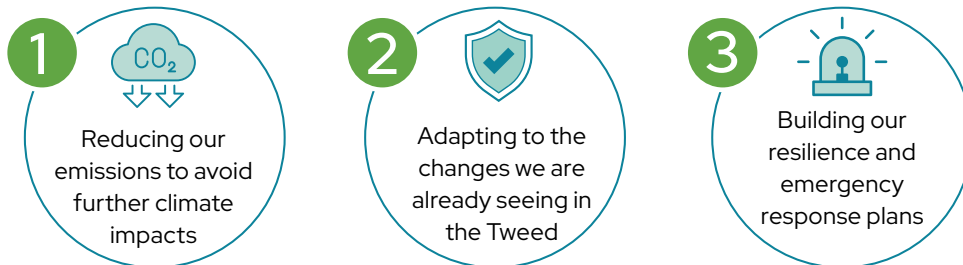 1
CO₂
Reducing our
emissions to avoid
further climate
impacts
2
Adapting to the
changes we are
already seeing in
the Tweed
3
Building our
resilience and
emergency
response plans